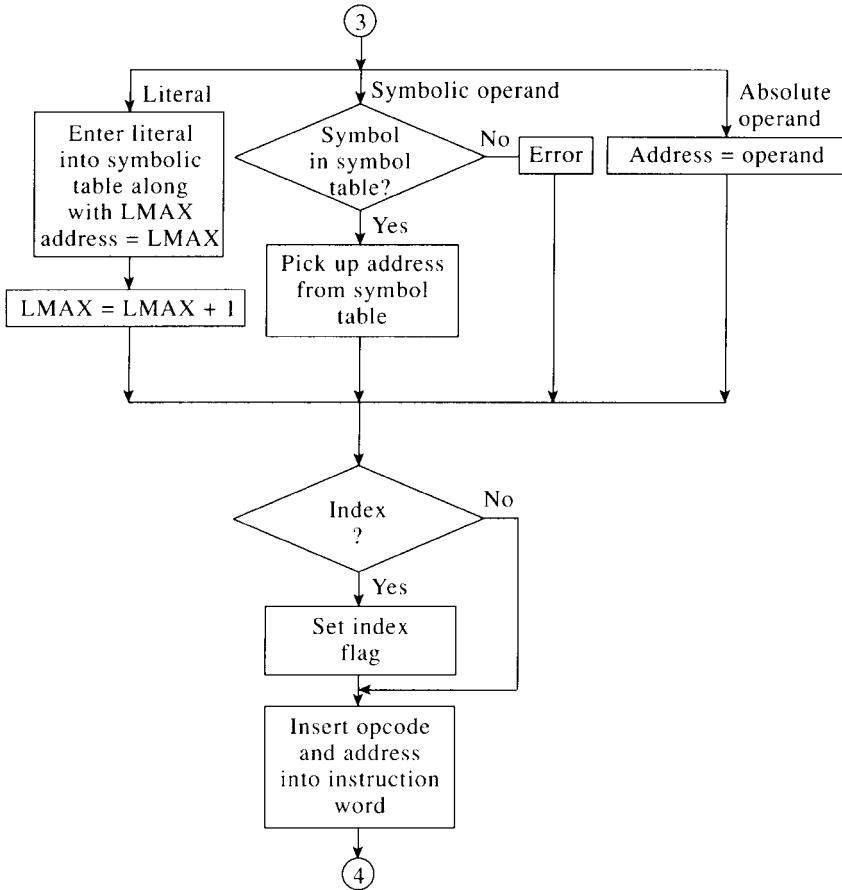 3
Literal
Enter literal
into symbolic
table along
with LMAX
address = LMAX
LMAX = LMAX + 1
Symbolic operand
Symbol
in symbol
table?
No
Error
Yes
Pick up address
from symbol
table
Absolute
operand
Address = operand
Index
?
No
Yes
Set index
flag
Insert opcode
and address
into instruction
word
4